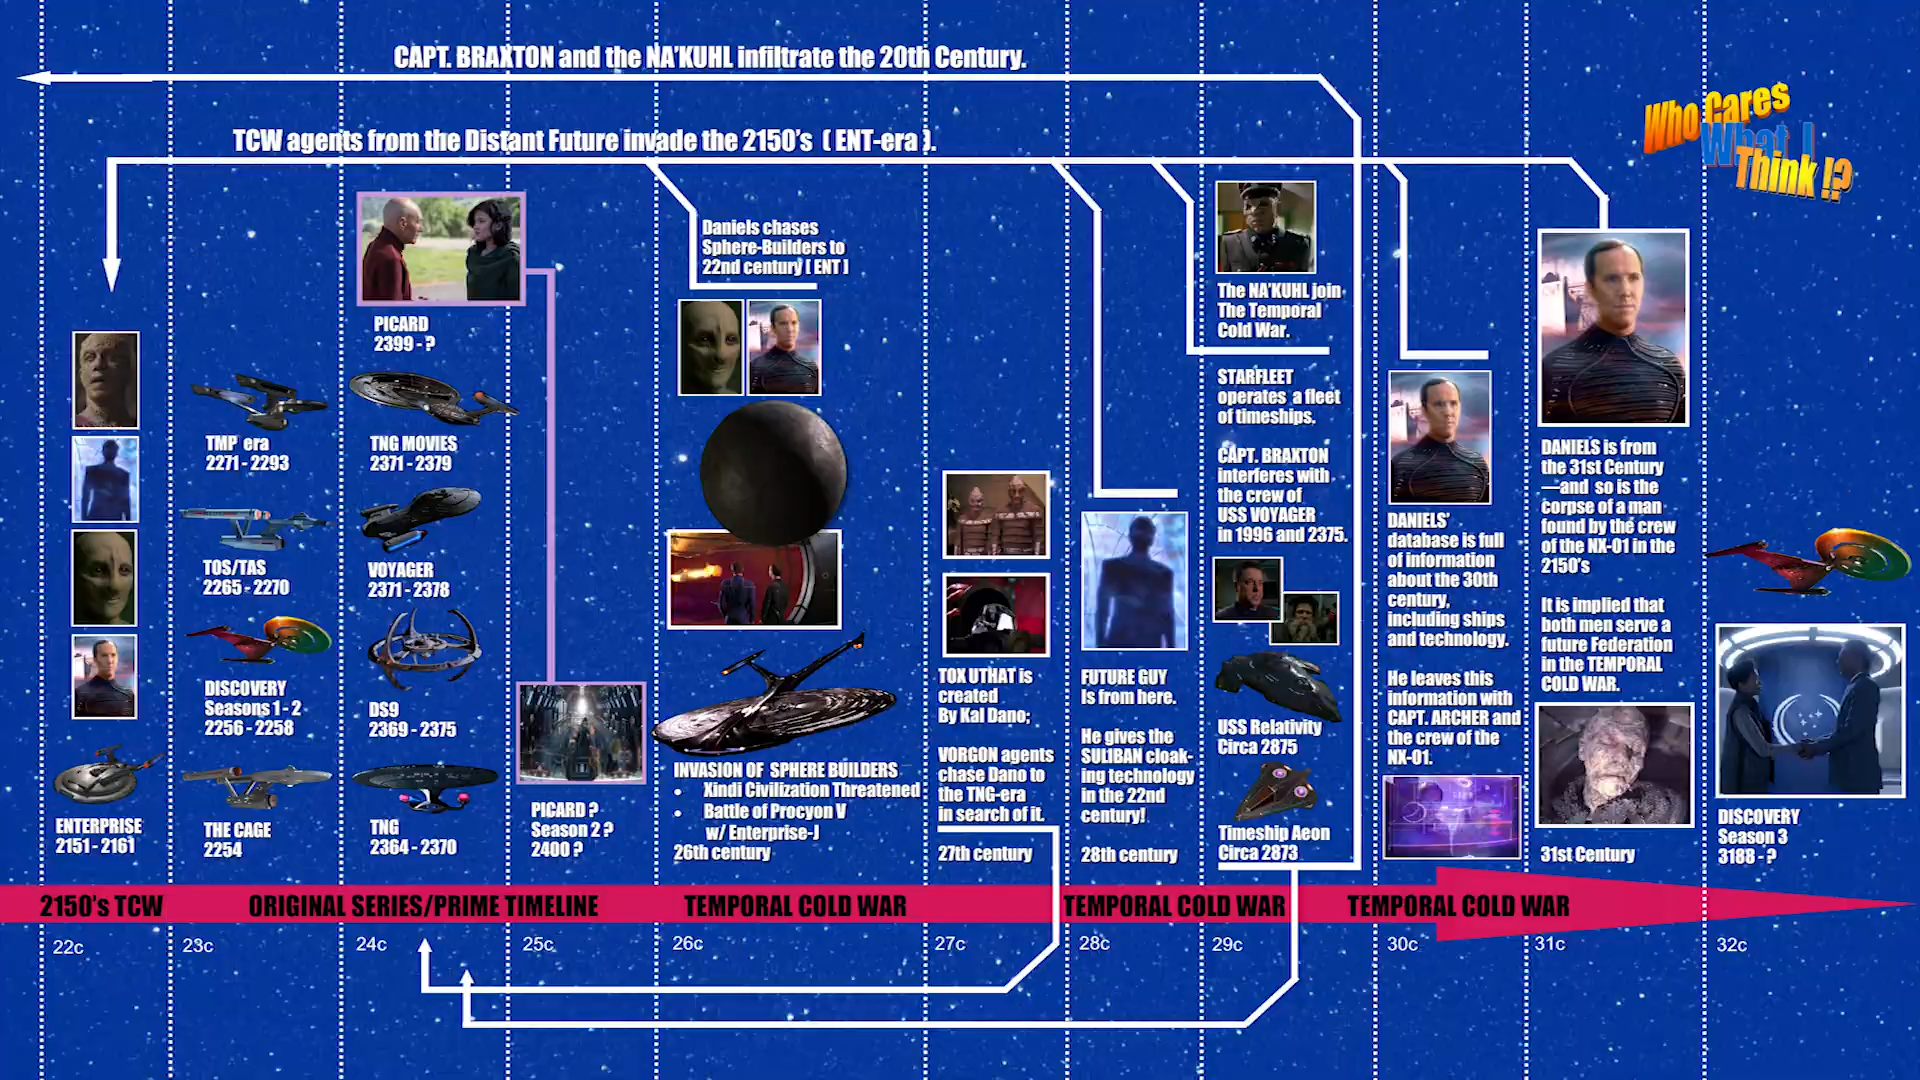 CAPT. BRAXTON and the NA'KUHL infiltrate the 20th Century.
TCW agents from the Distant Future invade the 2150's ( ENT-era ).
Who Cares
What I
Think !?
ENTERPRISE
2151 - 2161
TMP era
2271 - 2293
TOS/TAS
2265 - 2270
DISCOVERY
Seasons 1 - 2
2256 - 2258
THE CAGE
2254
PICARD
2399 - ?
TNG MOVIES
2371 - 2379
VOYAGER
2371 - 2378
DS9
2369 - 2375
TNG
2364 - 2370
PICARD ?
Season 2 ?
2400 ?
Daniels chases
Sphere-Builders to
22nd century [ ENT ]
INVASION OF SPHERE BUILDERS
• Xindi Civilization Threatened
• Battle of Procyon V
w/ Enterprise-J
26th century
TOX UTHAT is
created
By Kal Dano;
VORGON agents
chase Dano to
the TNG-era
in search of it.
27th century
FUTURE GUY
Is from here.
He gives the
SULIBAN cloak-
ing technology
in the 22nd
century!
28th century
The NA'KUHL join
The Temporal
Cold War.
STARFLEET
operates a fleet
of timeships.
CAPT. BRAXTON
interferes with
the crew of
USS VOYAGER
in 1996 and 2375.
USS Relativity
Circa 2875
Timeship Aeon
Circa 2873
DANIELS'
database is full
of information
about the 30th
century,
including ships
and technology.
He leaves this
information with
CAPT. ARCHER and
the crew of the
NX-01.
DANIELS is from
the 31st Century
—and so is the
corpse of a man
found by the crew
of the NX-01 in the
2150's
It is implied that
both men serve a
future Federation
in the TEMPORAL
COLD WAR.
31st Century
DISCOVERY
Season 3
3188 - ?
2150's TCW
ORIGINAL SERIES/PRIME TIMELINE
TEMPORAL COLD WAR
TEMPORAL COLD WAR
TEMPORAL COLD WAR
22c
23c
24c
25c
26c
27c
28c
29c
30c
31c
32c